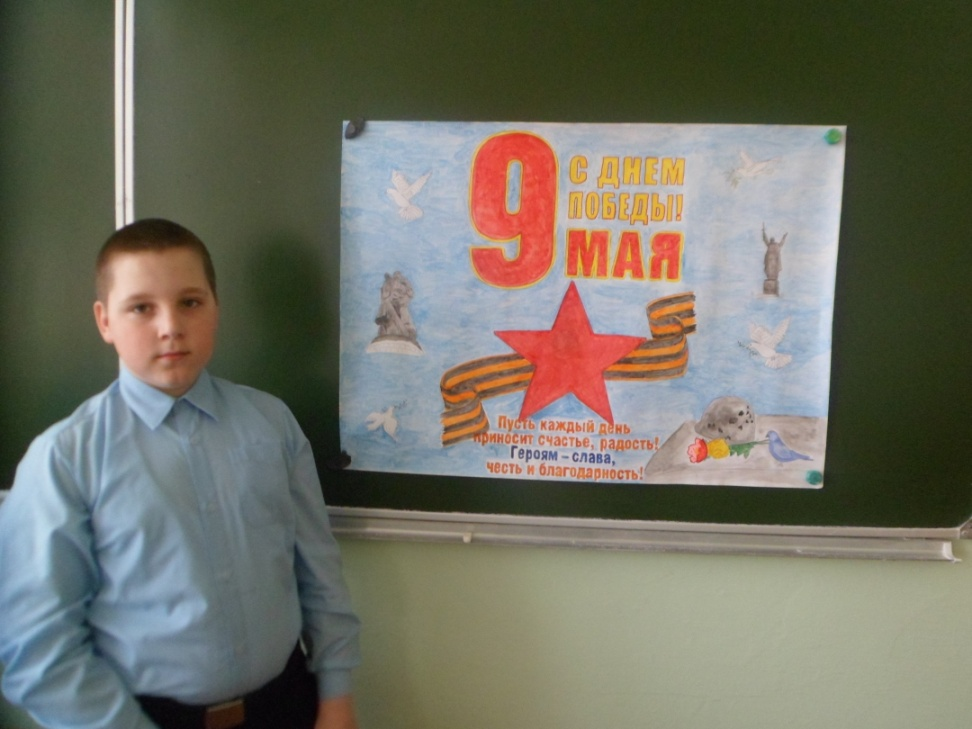 9
С ДНЕМ
ПОБЕДЫ!
МАЯ
Пусть каждый день
приносит счастье, радость!
Героям – слава,
честь и благодарность!